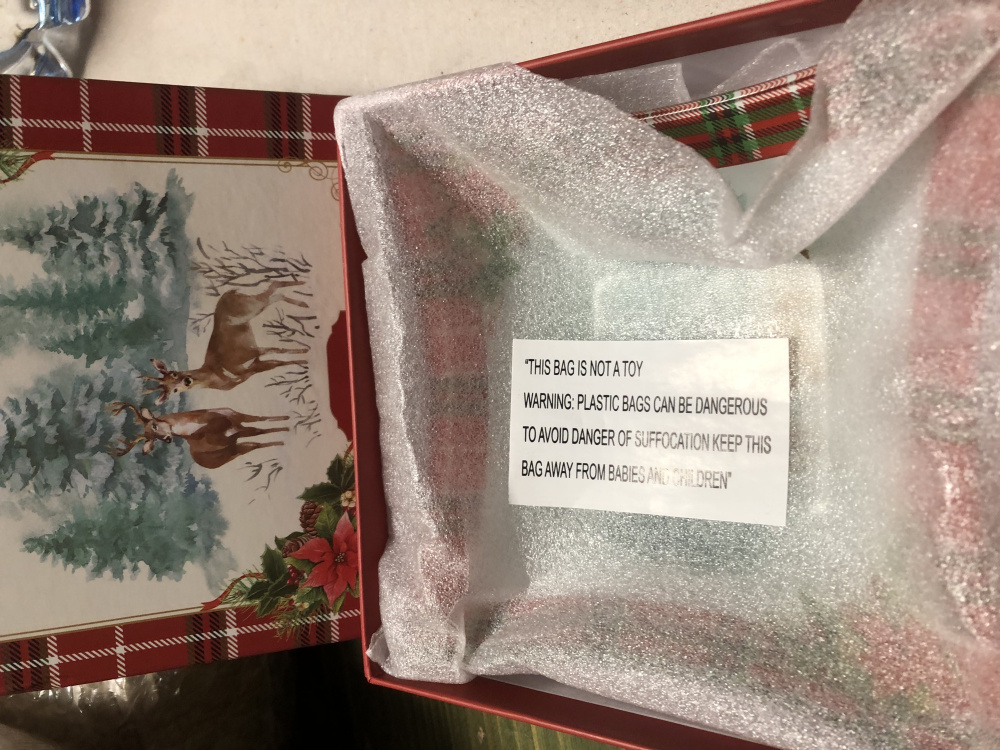 "THIS BAG IS NOT A TOY
WARNING: PLASTIC BAGS CAN BE DANGEROUS
TO AVOID DANGER OF SUFFOCATION KEEP THIS
BAG AWAY FROM BABIES AND CHILDREN"